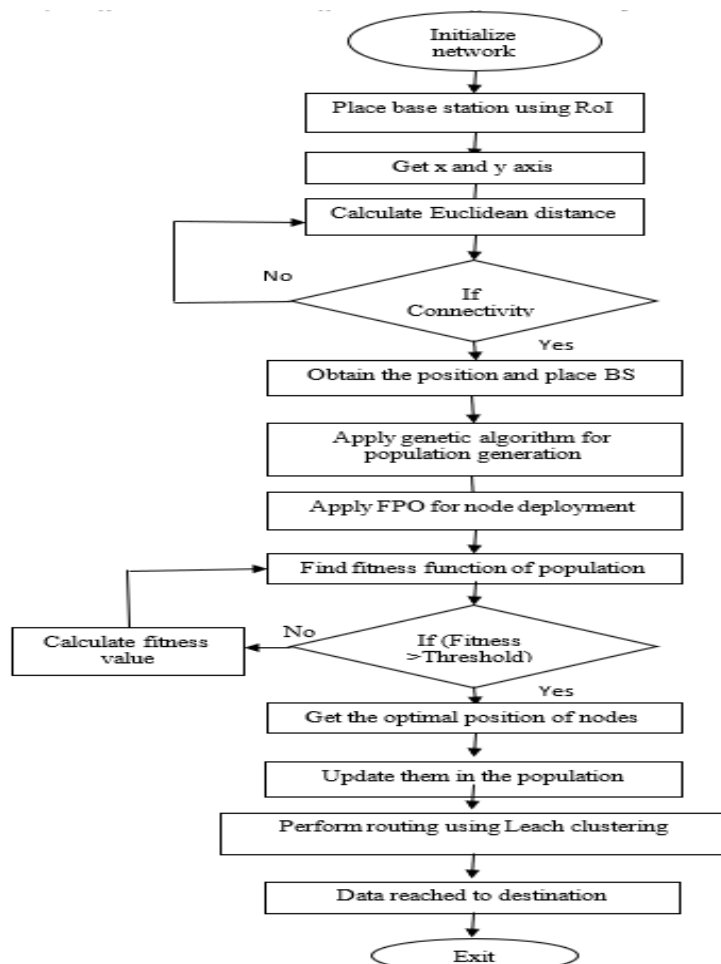 Initialize
network
Place base station using RoI
Get x and y axis
Calculate Euclidean distance
No
If
Connectivity
Yes
Obtain the position and place BS
Apply genetic algorithm for
population generation
Apply FPO for node deployment
Find fitness function of population
Calculate fitness
value
No
If (Fitness
>Threshold)
Yes
Get the optimal position of nodes
Update them in the population
Perform routing using Leach clustering
Data reached to destination
Exit